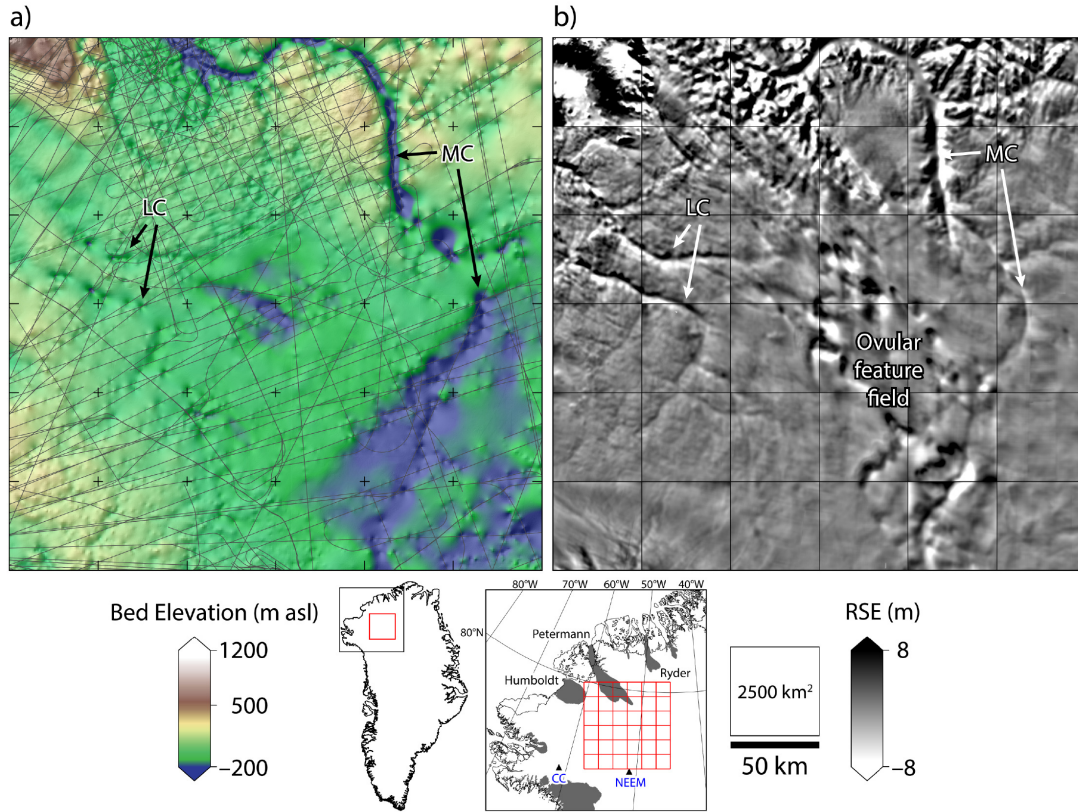 a)
b)
MC
LC
MC
LC
Ovular
feature
field
Bed Elevation (m asl)
1200
500
–200
80°W
70°W
60°W
50°W
40°W
80°N
Petermann
Humboldt
Ryder
CC
NEEM
2500 km²
50 km
RSE (m)
8
–8